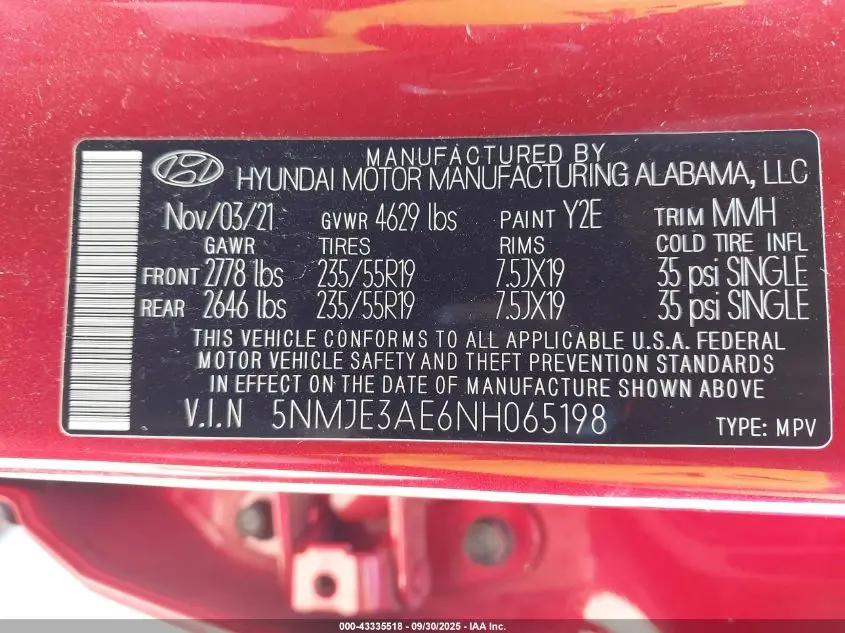 MANUFACTURED BY
HYUNDAI MOTOR MANUFACTURING ALABAMA, LLC
Nov/03/21 GVWR 4629 lbs PAINT Y2E TRIM MMH
GAWR TIRES RIMS COLD TIRE INFL
FRONT 2778 lbs 235/55R19 7.5JX19 35 psi SINGLE
REAR 2646 lbs 235/55R19 7.5JX19 35 psi SINGLE
THIS VEHICLE CONFORMS TO ALL APPLICABLE U.S.A. FEDERAL
MOTOR VEHICLE SAFETY AND THEFT PREVENTION STANDARDS
IN EFFECT ON THE DATE OF MANUFACTURE SHOWN ABOVE
V.I.N 5NMJE3AE6NH065198 TYPE: MPV
000-43335518 - 09/30/2025 - IAA Inc.